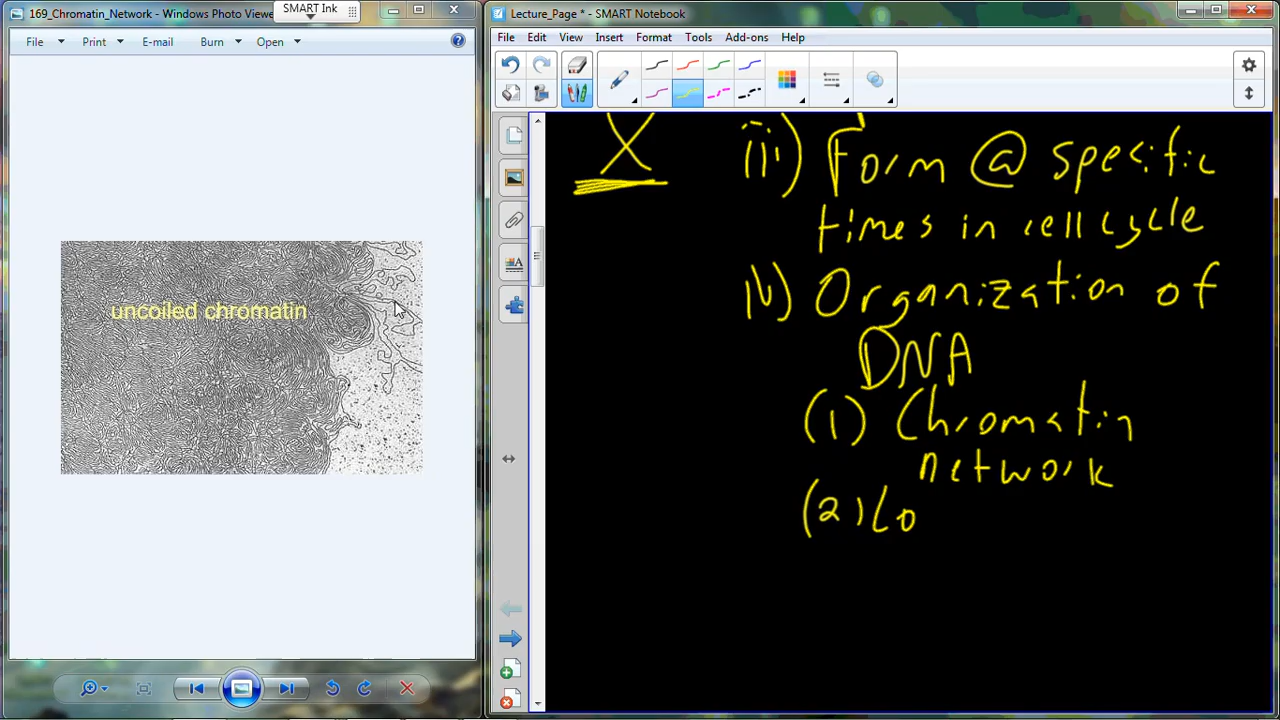 169_Chromatin_Network - Windows Photo Viewe
SMART Ink
File Print E-mail Burn Open
uncoiled chromatin
Lecture_Page * - SMART Notebook
File Edit View Insert Format Tools Add-ons Help
X
iii) Form @ specific
times in cell cycle
iv) Organization of
DNA
(1) Chromatin
network
(2) Co